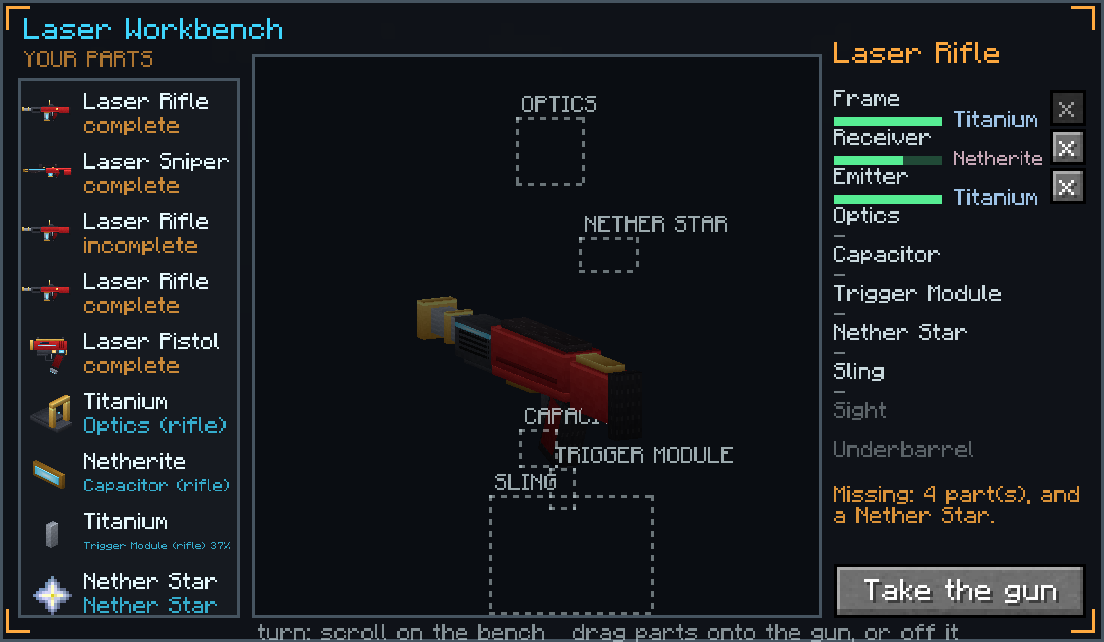 Laser Workbench
YOUR PARTS
Laser Rifle
complete
Laser Sniper
complete
Laser Rifle
incomplete
Laser Rifle
complete
Laser Pistol
complete
Titanium
Optics (rifle)
Netherite
Capacitor (rifle)
Titanium
Trigger Module (rifle) 37%
Nether Star
Nether Star
OPTICS
NETHER STAR
CAPACI
TRIGGER MODULE
SLING
turn: scroll on the bench drag parts onto the gun, or off it
Laser Rifle
Frame
Titanium
Receiver
Netherite
Emitter
Titanium
Optics
Capacitor
Trigger Module
Nether Star
Sling
Sight
Underbarrel
Missing: 4 part(s), and
a Nether Star.
Take the gun